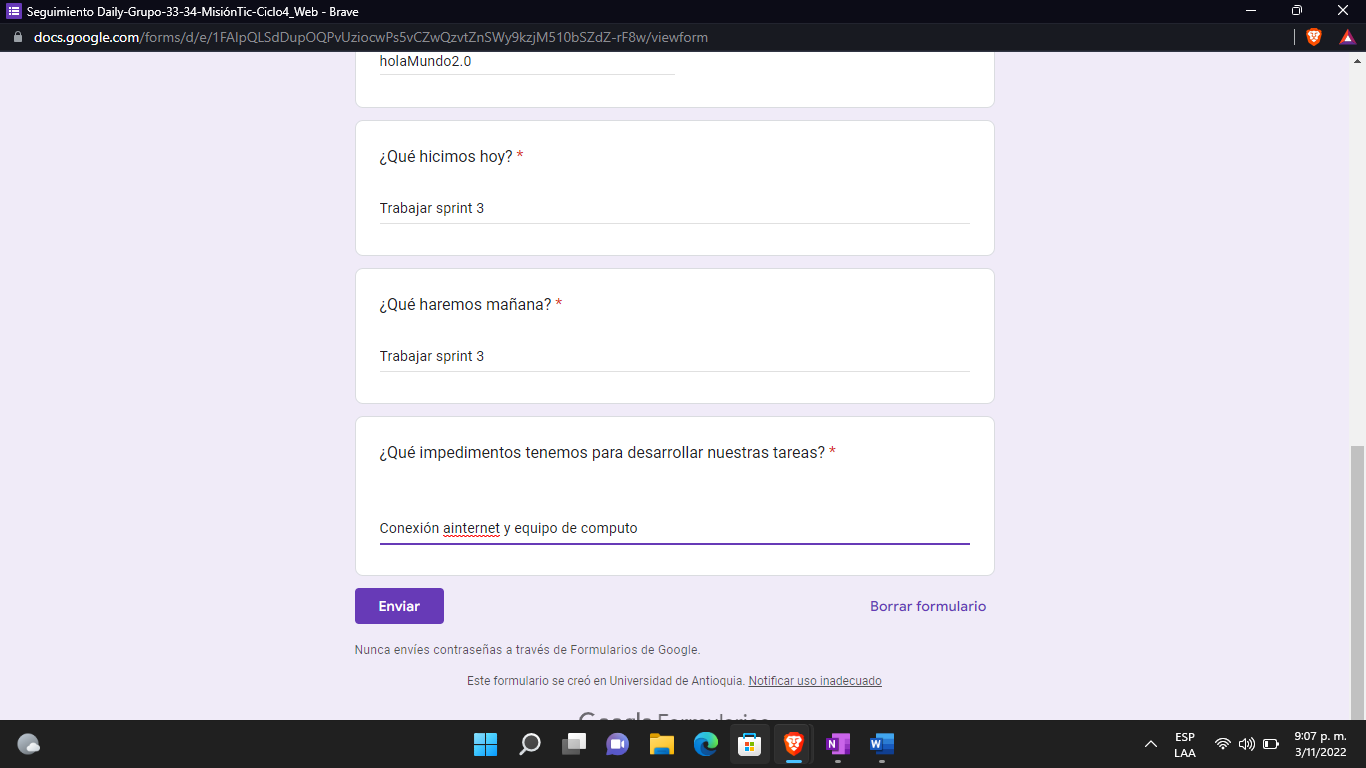 Seguimiento Daily-Grupo-33-34-MisiónTic-Ciclo4_Web - Brave
docs.google.com/forms/d/e/1FAIpQLSdDupOQPvUziocwPs5vCZwQzvtZnSWy9kzjM510bSZdZ-rF8w/viewform
holaMundo2.0
¿Qué hicimos hoy? *
Trabajar sprint 3
¿Qué haremos mañana? *
Trabajar sprint 3
¿Qué impedimentos tenemos para desarrollar nuestras tareas? *
Conexión ainternet y equipo de computo
Enviar
Borrar formulario
Nunca envíes contraseñas a través de Formularios de Google.
Este formulario se creó en Universidad de Antioquia. Notificar uso inadecuado
Google Formularios
ESP
LAA
9:07 p. m.
3/11/2022